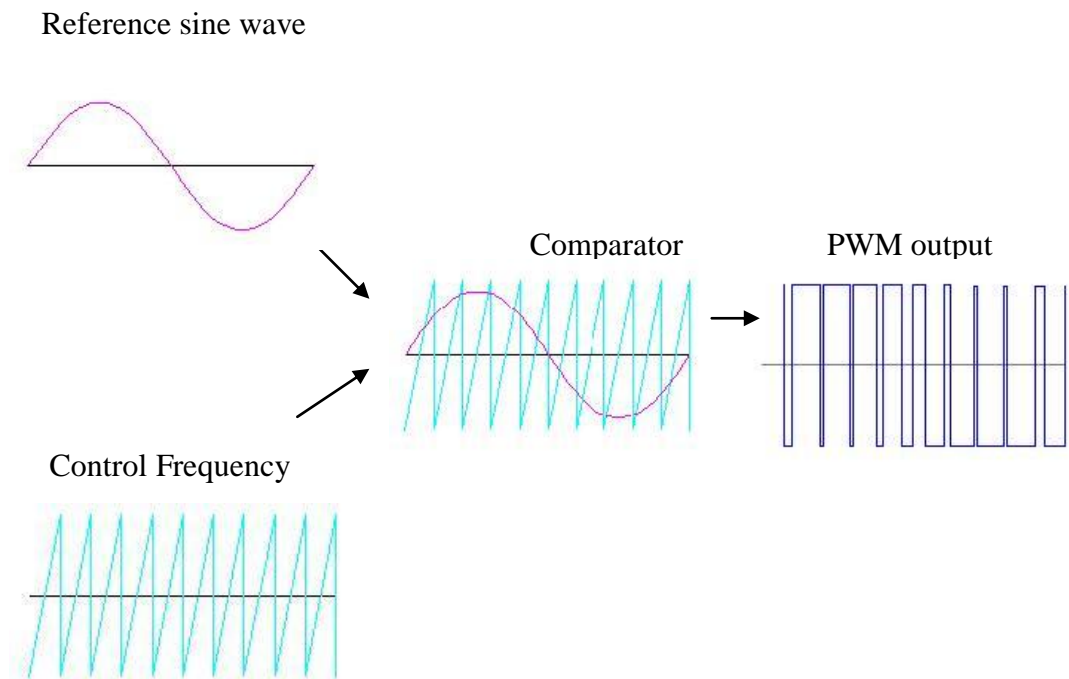 Reference sine wave
Comparator
PWM output
Control Frequency